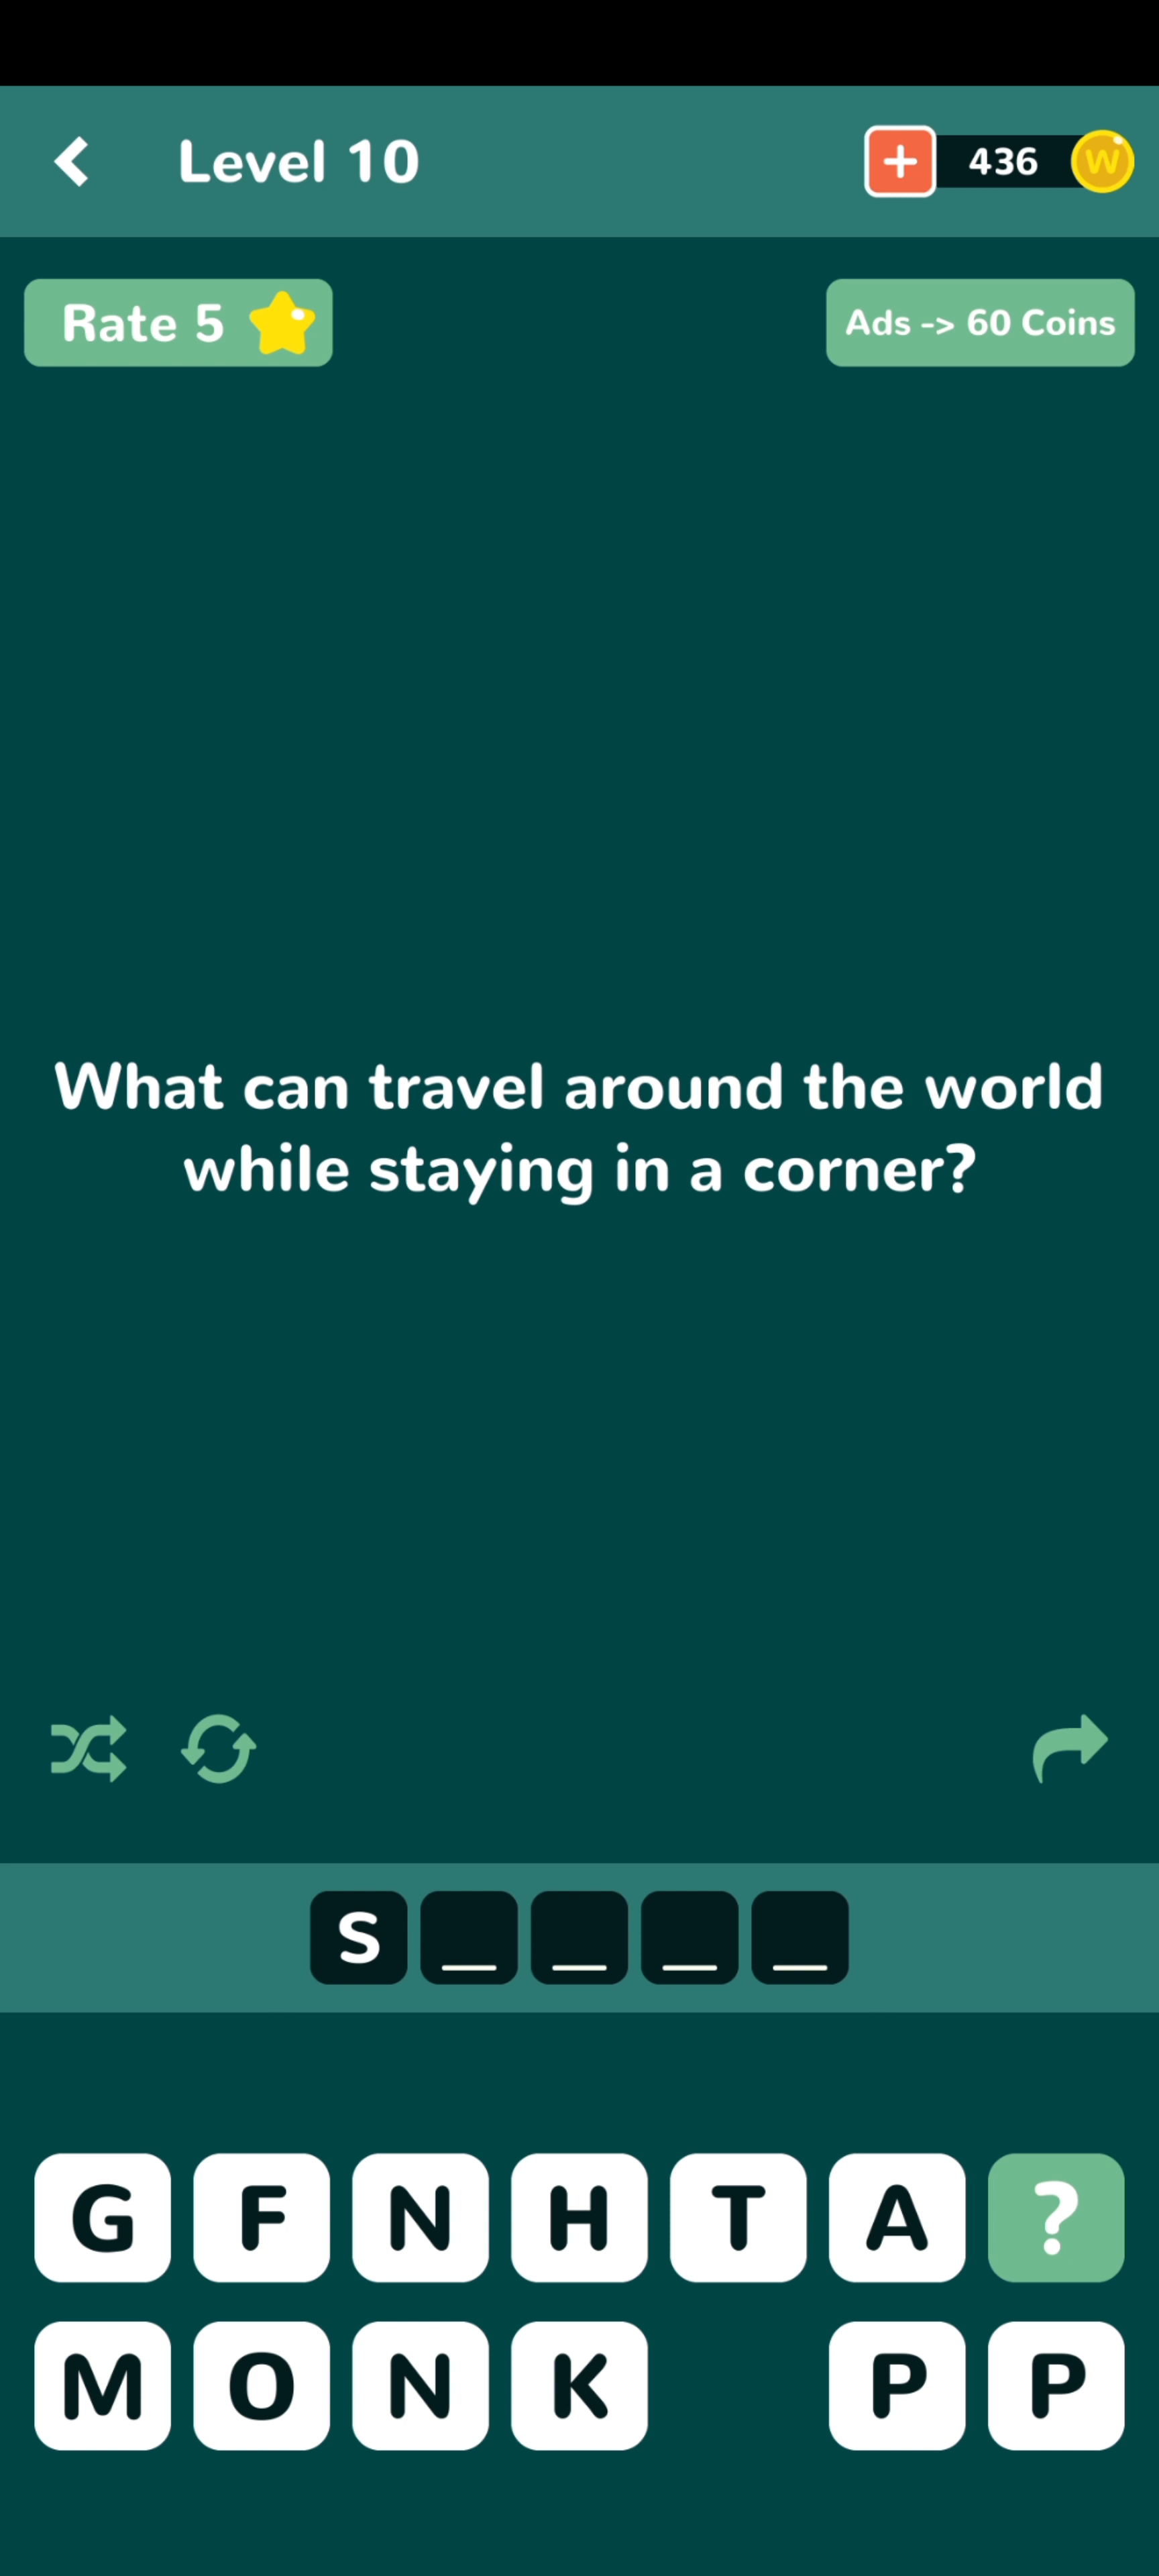 Level 10
+ 436 W
Rate 5
Ads -> 60 Coins
What can travel around the world
while staying in a corner?
S _ _ _ _
G F N H T A ?
M O N K P P